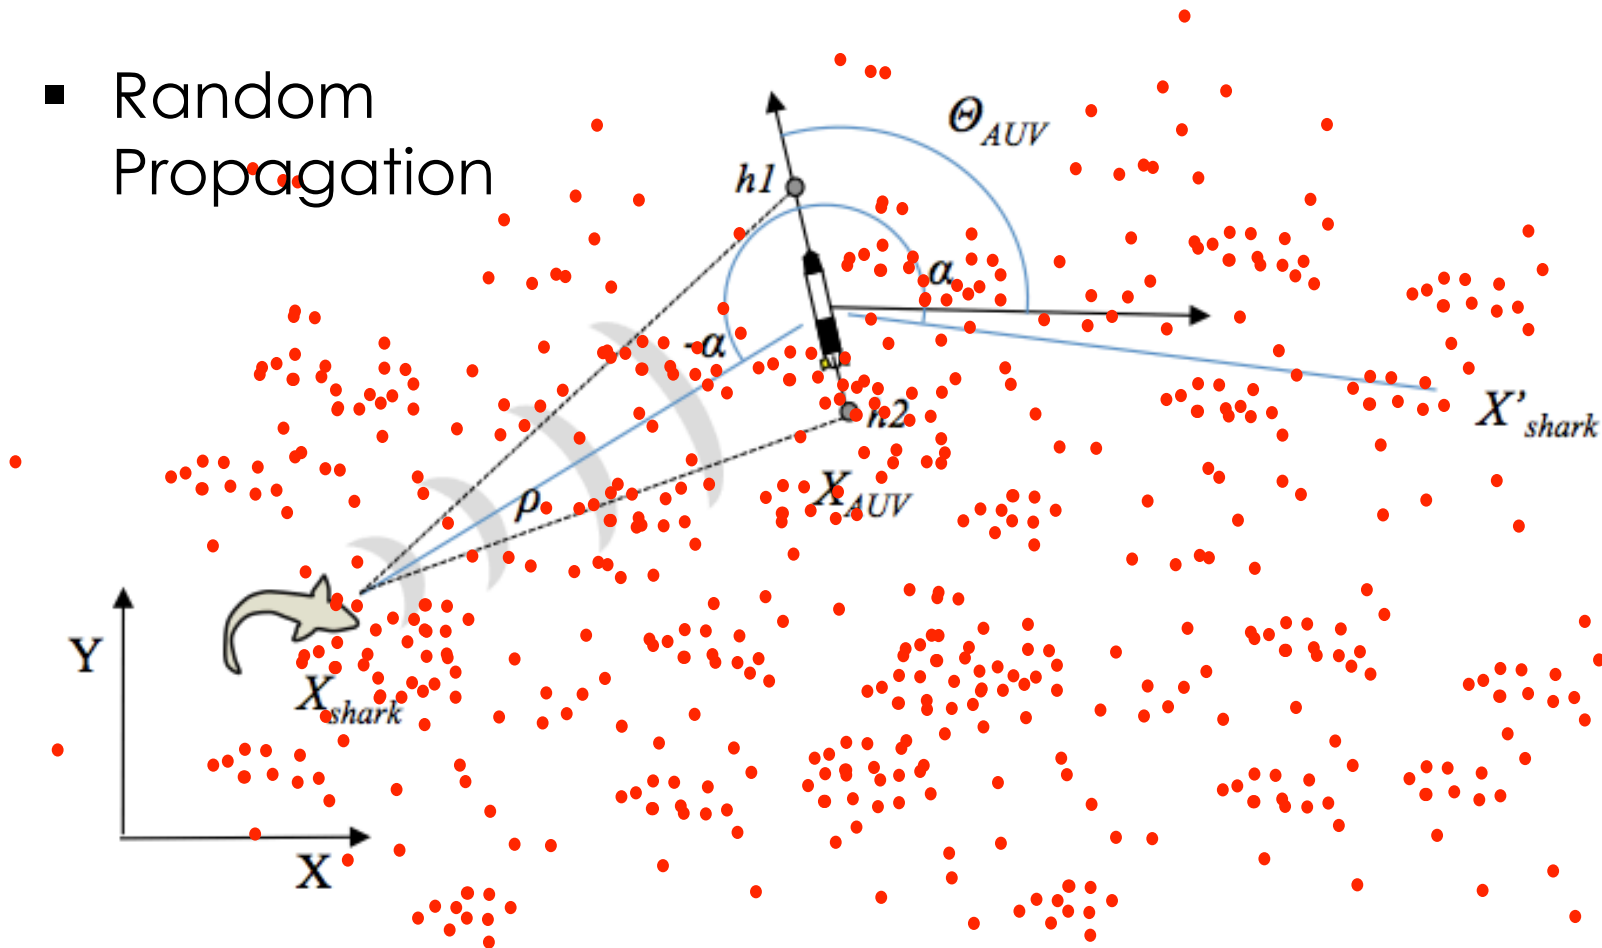 ▪ Random
Propagation
Θ_AUV
h1
α
-α
X'_shark
h2
X_AUV
ρ
Y
X_shark
X